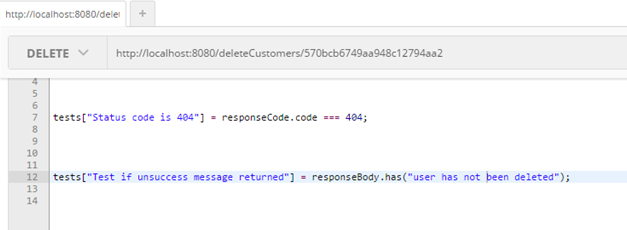 http://localhost:8080/delet
+
DELETE http://localhost:8080/deleteCustomers/570bcb6749aa948c12794aa2
4
5
6
7 tests["Status code is 404"] = responseCode.code === 404;
8
9
10
11
12 tests["Test if unsuccess message returned"] = responseBody.has("user has not been deleted");
13
14